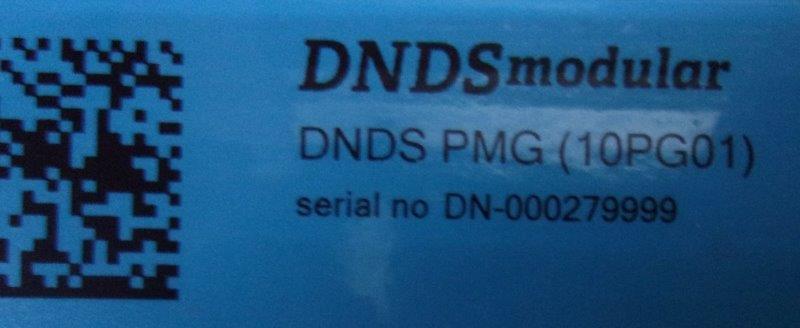 DNDSmodular
DNDS PMG (10PG01)
serial no DN-000279999